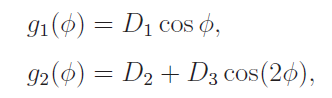 g₁(ϕ) = D₁ cos ϕ,
g₂(ϕ) = D₂ + D₃ cos(2ϕ),